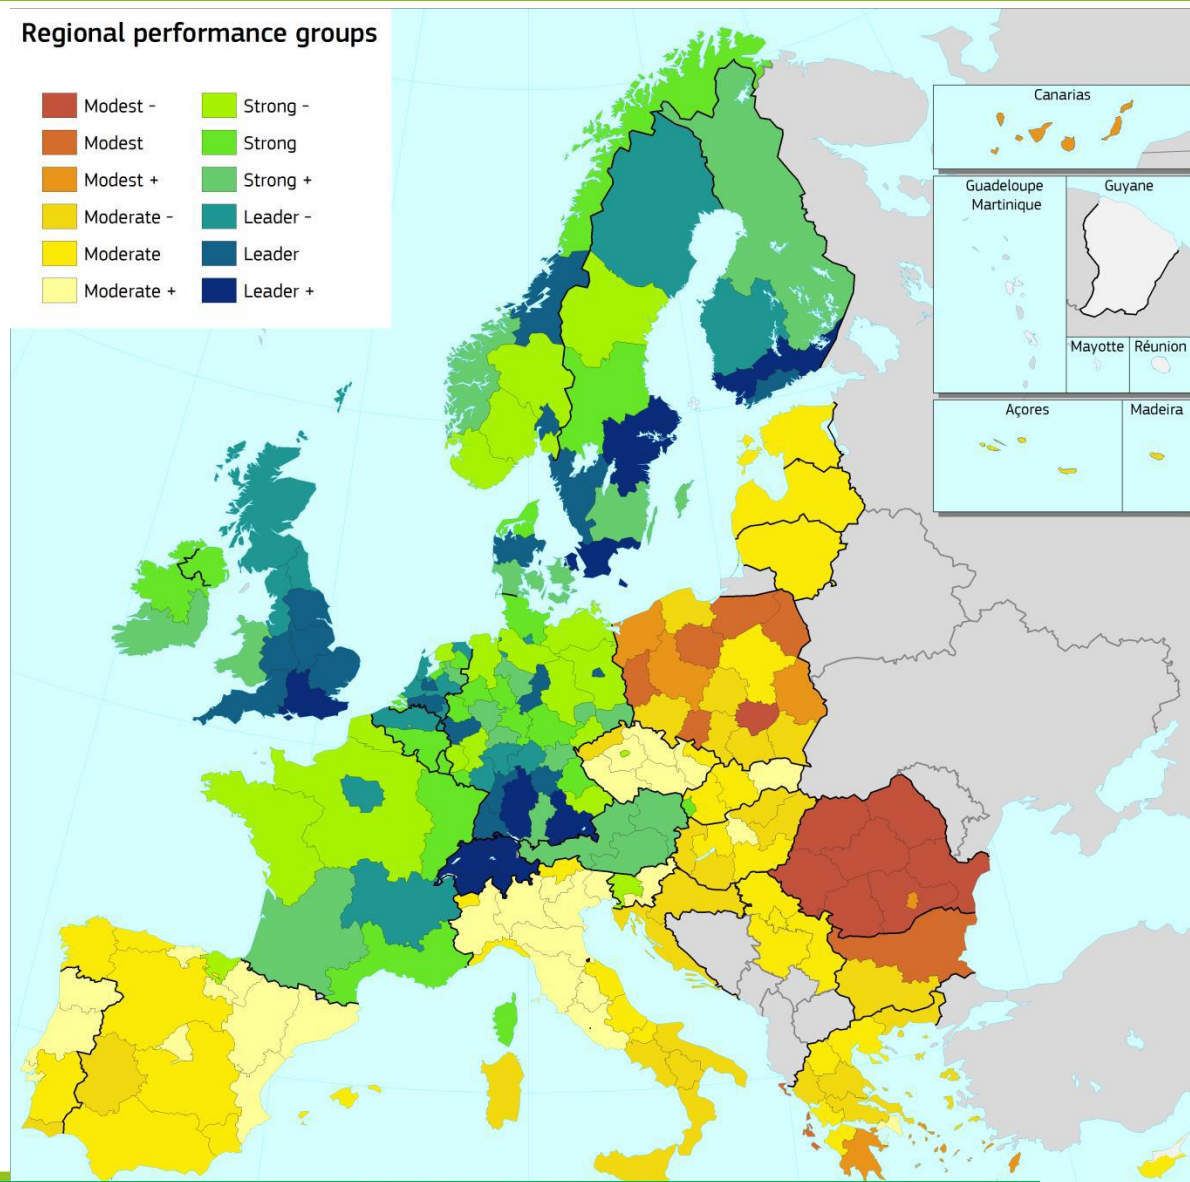 Regional performance groups
Modest -
Modest
Modest +
Moderate -
Moderate
Moderate +
Strong -
Strong
Strong +
Leader -
Leader
Leader +
Canarias
Guadeloupe
Martinique
Guyane
Mayotte
Réunion
Açores
Madeira